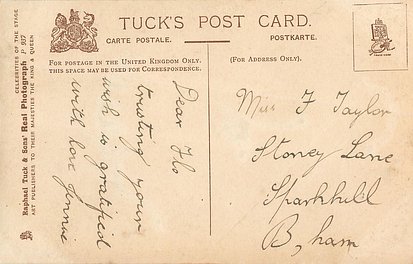 TUCK'S POST CARD.
CARTE POSTALE.
POSTKARTE.
FOR POSTAGE IN THE UNITED KINGDOM ONLY,
THIS SPACE MAY BE USED FOR CORRESPONDENCE.
(FOR ADDRESS ONLY).
CELEBRITIES OF THE STAGE
Raphael Tuck & Sons' Real Photograph P.
ART PUBLISHERS TO THEIR MAJESTIES THE KING & QUEEN
Dear Flo
trusting your
wish is gratified
with love Jennie
Miss F Taylor
Stoney Lane
Sparkhill
B,ham